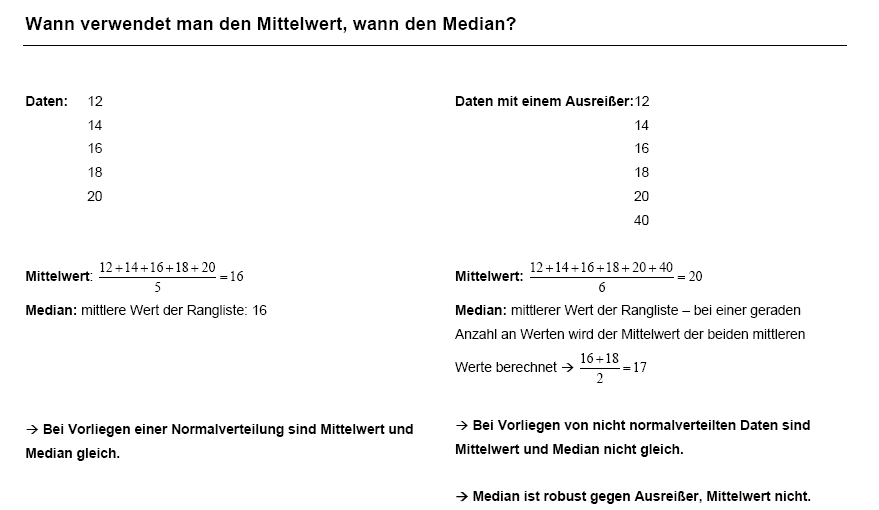 Wann verwendet man den Mittelwert, wann den Median?
Daten: 12
14
16
18
20
Mittelwert: (12+14+16+18+20)/5 = 16
Median: mittlere Wert der Rangliste: 16
→ Bei Vorliegen einer Normalverteilung sind Mittelwert und
Median gleich.
Daten mit einem Ausreißer:12
14
16
18
20
40
Mittelwert: (12+14+16+18+20+40)/6 = 20
Median: mittlerer Wert der Rangliste – bei einer geraden
Anzahl an Werten wird der Mittelwert der beiden mittleren
Werte berechnet → (16+18)/2 = 17
→ Bei Vorliegen von nicht normalverteilten Daten sind
Mittelwert und Median nicht gleich.
→ Median ist robust gegen Ausreißer, Mittelwert nicht.